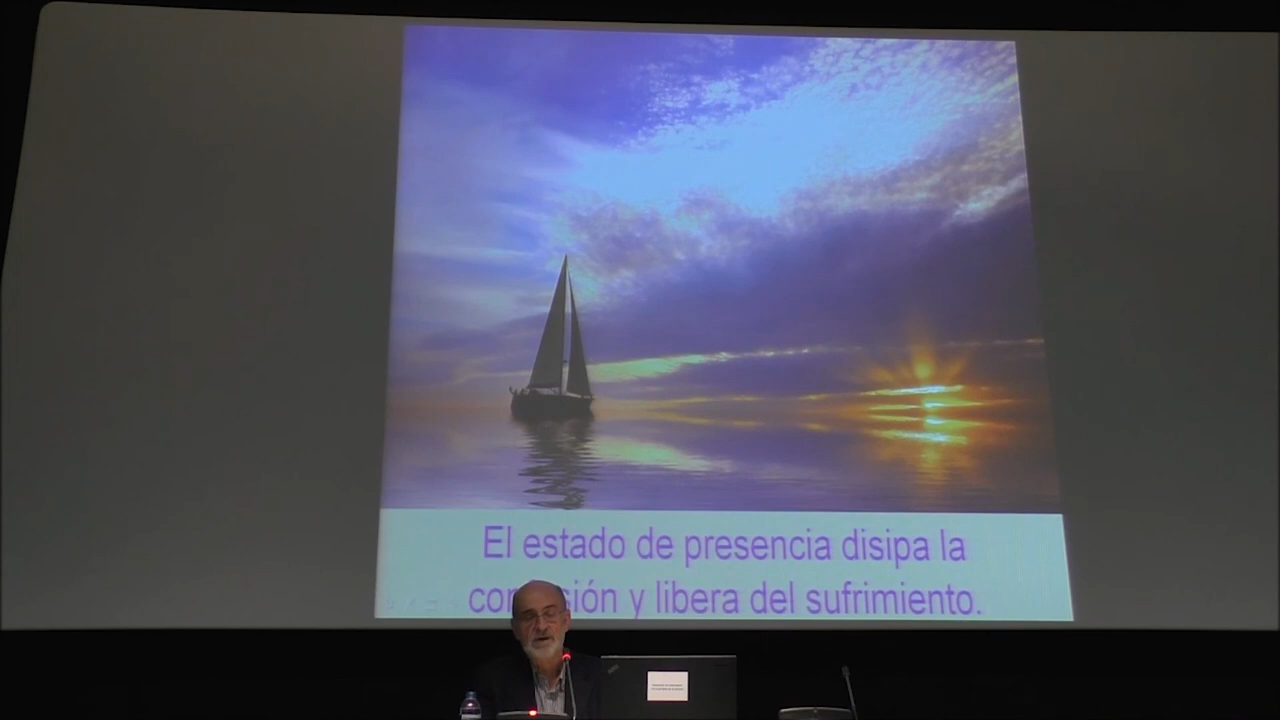 El estado de presencia disipa la
y libera del sufrimiento.